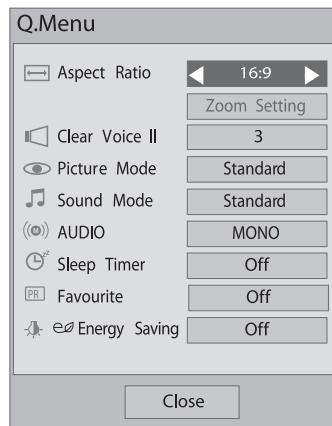 Q.Menu
Aspect Ratio 16:9
Zoom Setting
Clear Voice II 3
Picture Mode Standard
Sound Mode Standard
AUDIO MONO
Sleep Timer Off
PR Favourite Off
Energy Saving Off
Close